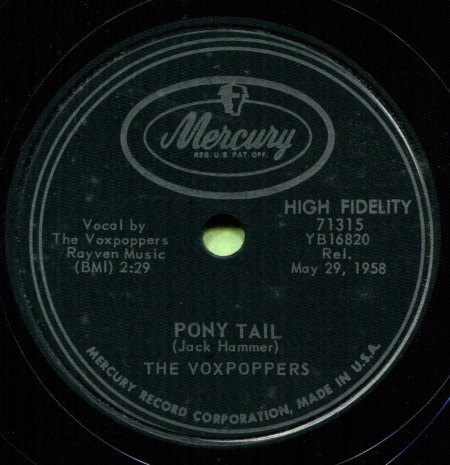 Mercury
REG. U.S. PAT. OFF.
HIGH FIDELITY
71315
YB16820
Rel.
May 29, 1958
Vocal by
The Voxpoppers
Rayven Music
(BMI) 2:29
PONY TAIL
(Jack Hammer)
THE VOXPOPPERS
MERCURY RECORD CORPORATION, MADE IN U.S.A.